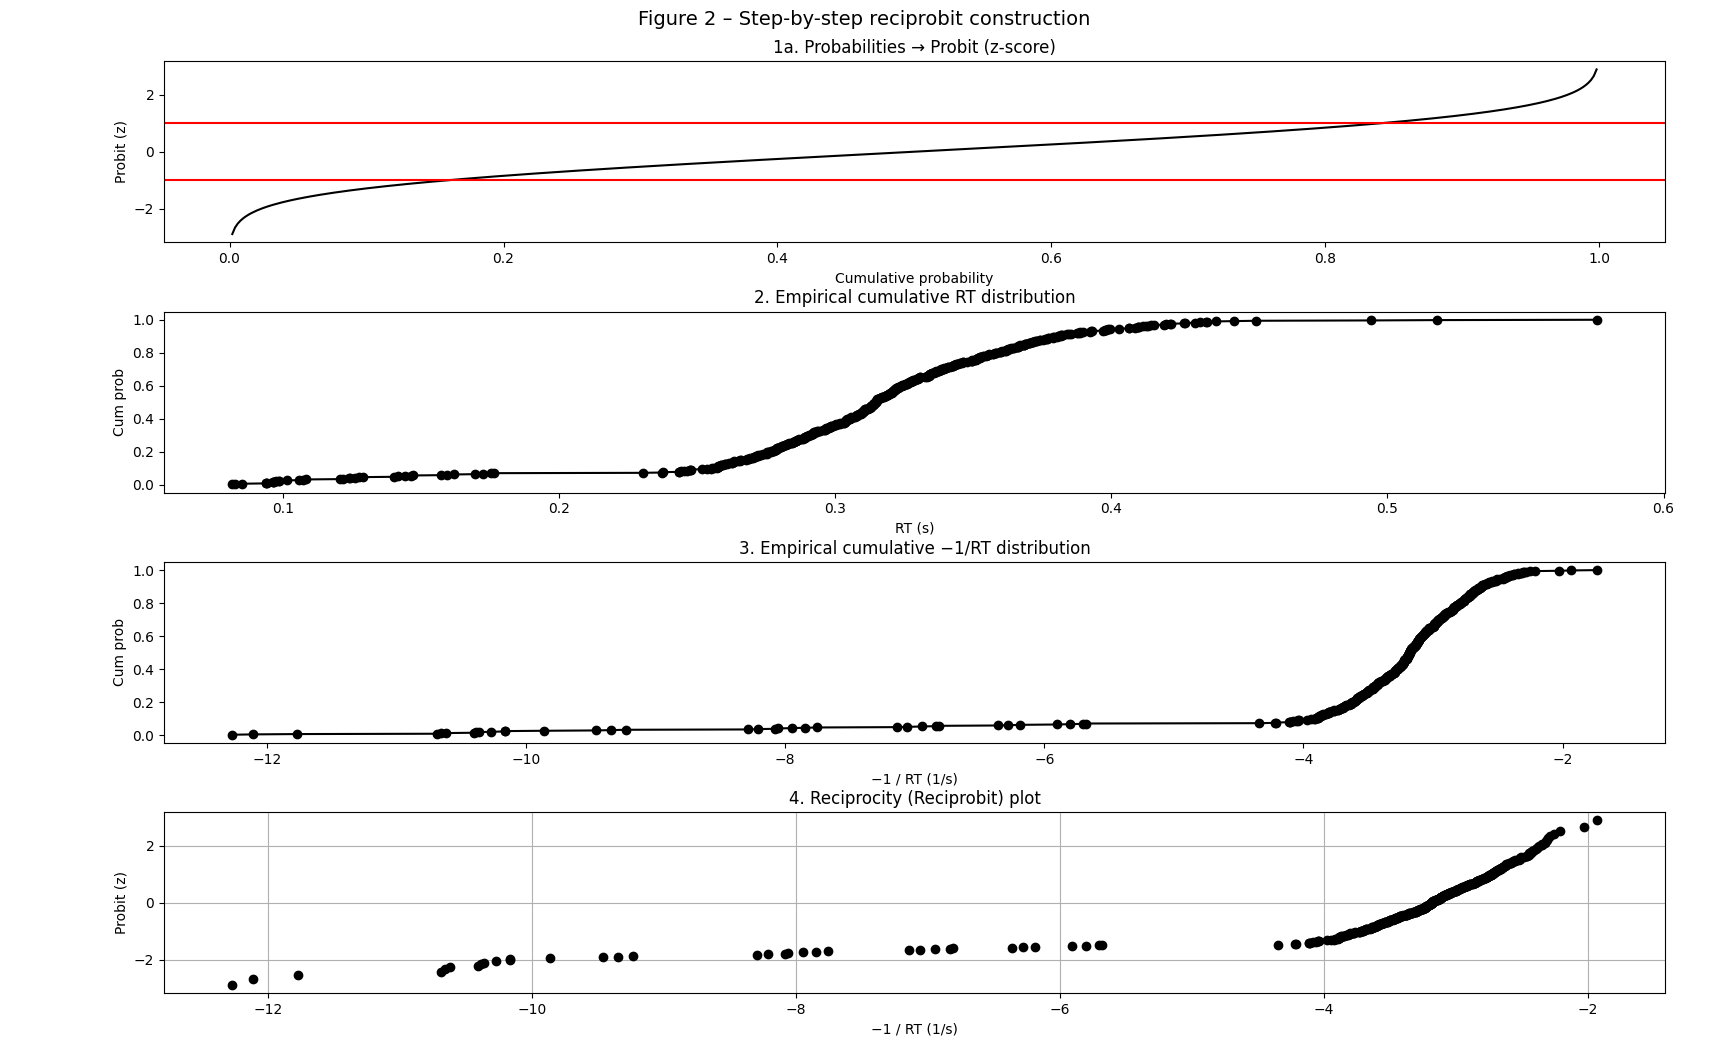 Figure 2 – Step-by-step reciprobit construction
1a. Probabilities → Probit (z-score)
Probit (z)
2
0
−2
0.0 0.2 0.4 0.6 0.8 1.0
Cumulative probability
2. Empirical cumulative RT distribution
Cum prob
1.0
0.8
0.6
0.4
0.2
0.0
0.1 0.2 0.3 0.4 0.5 0.6
RT (s)
3. Empirical cumulative −1/RT distribution
Cum prob
1.0
0.8
0.6
0.4
0.2
0.0
−12 −10 −8 −6 −4 −2
−1 / RT (1/s)
4. Reciprocity (Reciprobit) plot
Probit (z)
2
0
−2
−12 −10 −8 −6 −4 −2
−1 / RT (1/s)